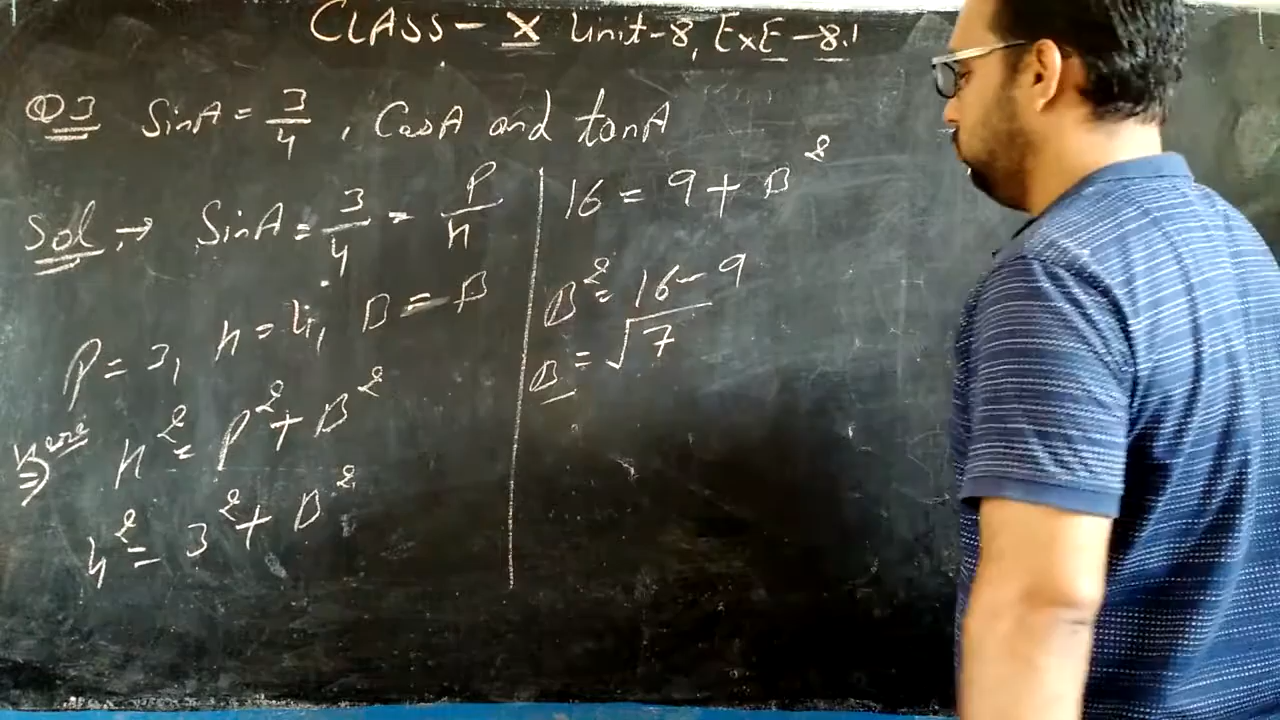 CLASS - X Unit-8, ExE - 8.1
Q3 SinA = 3/4, CosA and tanA
Sol → SinA = 3/4 = P/h
P = 3, h = 4, B = B
h² = P² + B²
4² = 3² + B²
16 = 9 + B²
B² = 16 - 9
B = √7